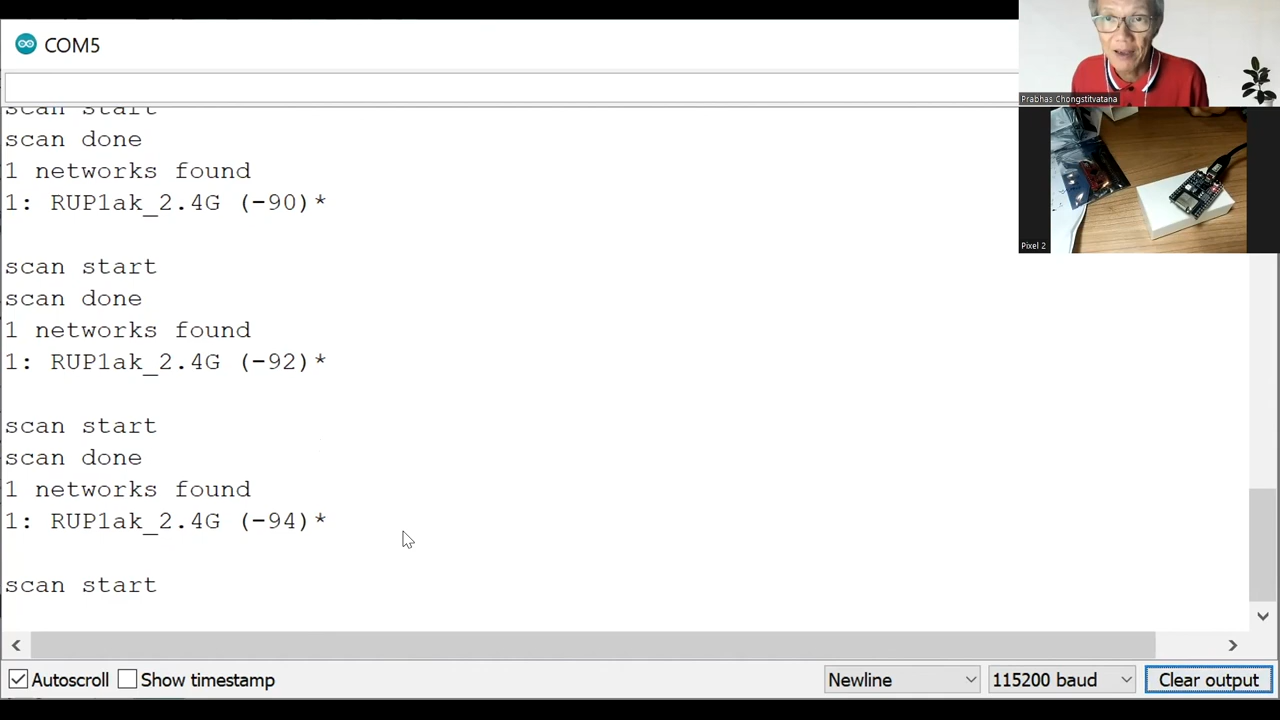 COM5
scan start
scan done
1 networks found
1: RUP1ak_2.4G (-90)*
scan start
scan done
1 networks found
1: RUP1ak_2.4G (-92)*
scan start
scan done
1 networks found
1: RUP1ak_2.4G (-94)*
scan start
Autoscroll
Show timestamp
Newline
115200 baud
Clear output
Prabhas Chongstitvatana
Pixel 2